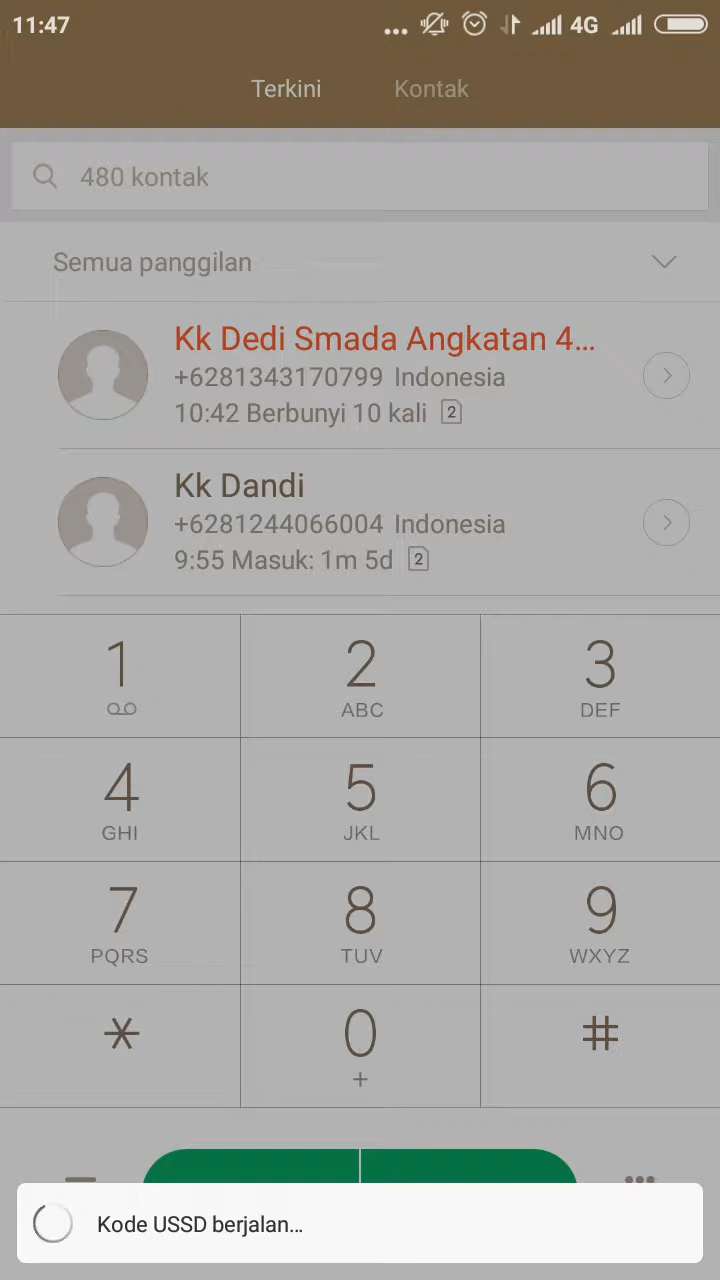 11:47
4G
Terkini Kontak
480 kontak
Semua panggilan
Kk Dedi Smada Angkatan 4...
+6281343170799 Indonesia
10:42 Berbunyi 10 kali 2
Kk Dandi
+6281244066004 Indonesia
9:55 Masuk: 1m 5d 2
1 2 3
ABC DEF
4 5 6
GHI JKL MNO
7 8 9
PQRS TUV WXYZ
* 0 #
+
Kode USSD berjalan...